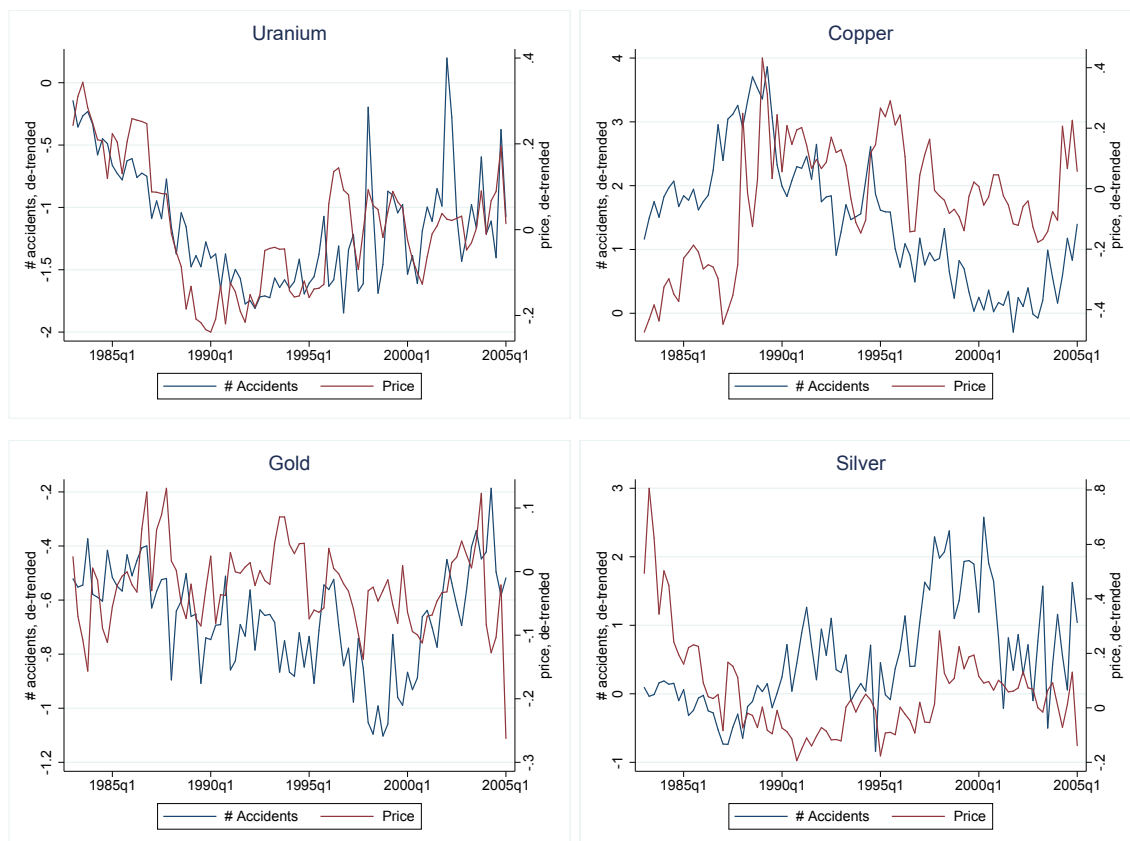 Uranium
# accidents, de-trended
0
-.5
-1
-1.5
-2
.4
.2
0
-.2
price, de-trended
1985q1 1990q1 1995q1 2000q1 2005q1
# Accidents Price
Copper
# accidents, de-trended
4
3
2
1
0
.4
.2
0
-.2
-.4
price, de-trended
1985q1 1990q1 1995q1 2000q1 2005q1
# Accidents Price
Gold
# accidents, de-trended
-.2
-.4
-.6
-.8
-1
-1.2
.1
0
-.1
-.2
-.3
price, de-trended
1985q1 1990q1 1995q1 2000q1 2005q1
# Accidents Price
Silver
# accidents, de-trended
3
2
1
0
-1
.8
.6
.4
.2
0
-.2
price, de-trended
1985q1 1990q1 1995q1 2000q1 2005q1
# Accidents Price